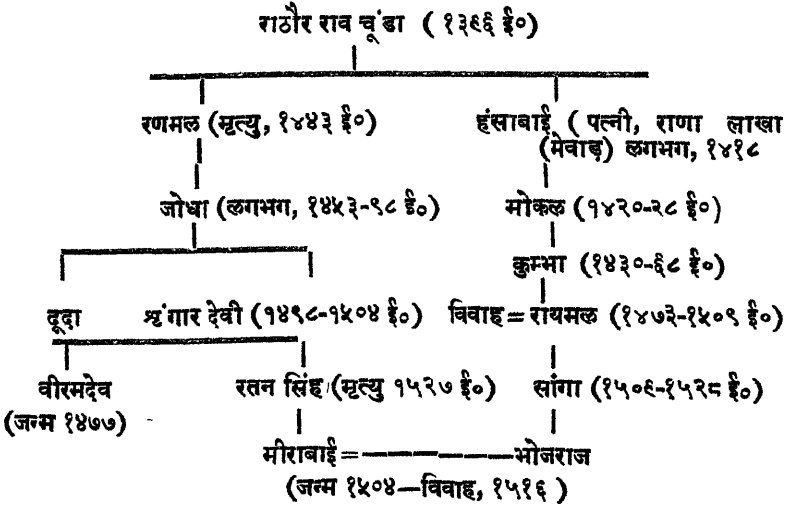 राठौर राव चूंडा ( १३९६ ई० )
रणमल (मृत्यु, १४४३ ई०) हंसाबाई ( पत्नी, राणा लाखा
(मेवाड़) लगभग, १४१८
जोधा (लगभग, १४५३-९८ ई०) मोकल (१४२०-२८ ई०)
कुम्भा (१४३०-६८ ई०)
दूदा श्रृंगार देवी (१४९८-१५०४ ई०) विवाह = रायमल (१४७३-१५०९ ई०)
वीरमदेव रतन सिंह (मृत्यु १५२७ ई०) सांगा (१५०९-१५२८ ई०)
(जन्म १४७७)
मीराबाई = — — — — भोजराज
(जन्म १५०४—विवाह, १५१६ )